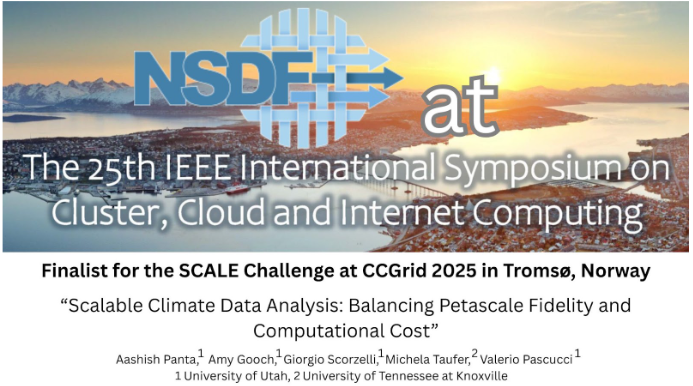 NSDF
at
The 25th IEEE International Symposium on
Cluster, Cloud and Internet Computing
Finalist for the SCALE Challenge at CCGrid 2025 in Tromsø, Norway
“Scalable Climate Data Analysis: Balancing Petascale Fidelity and
Computational Cost”
Aashish Panta,1 Amy Gooch,1 Giorgio Scorzelli,1 Michela Taufer,2 Valerio Pascucci 1
1 University of Utah, 2 University of Tennessee at Knoxville